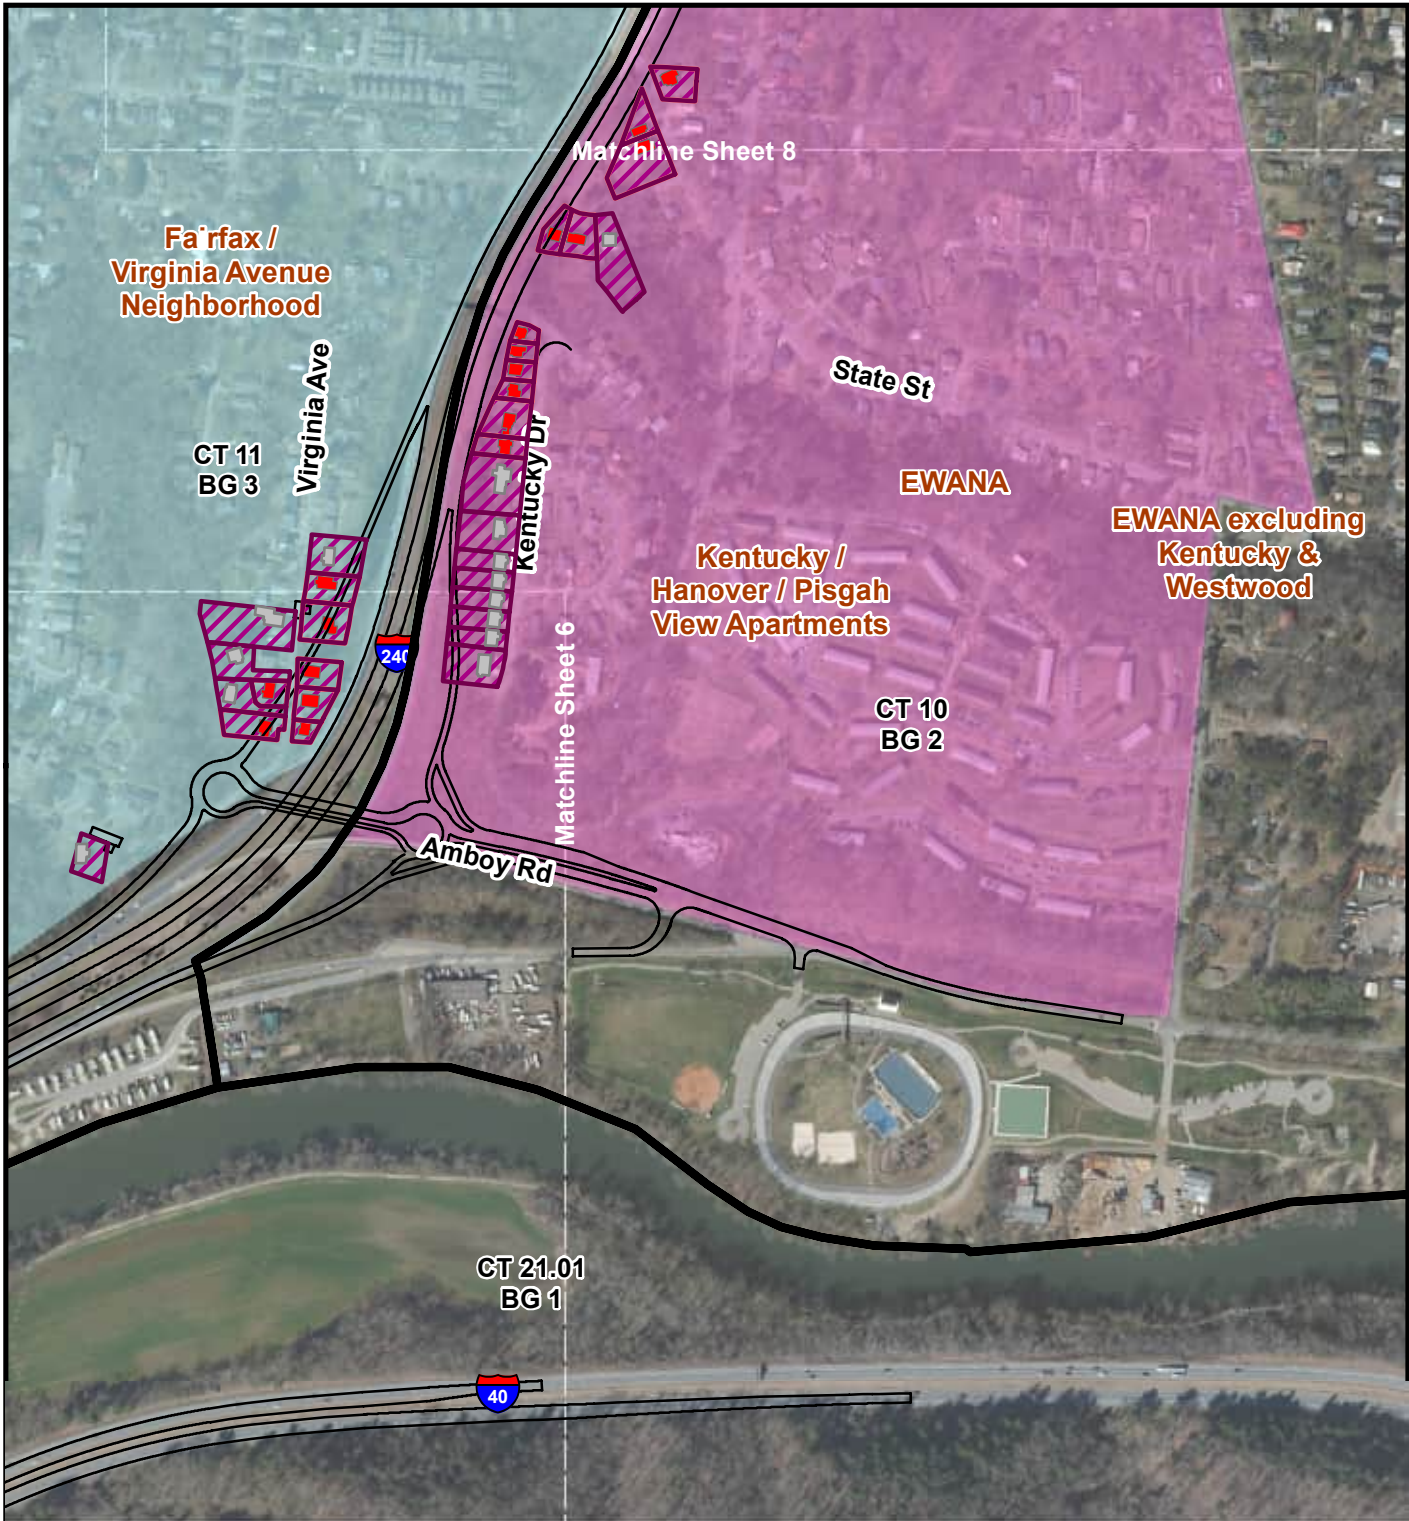 Matchline Sheet 8
Fairfax /
Virginia Avenue
Neighborhood
Virginia Ave
State St
CT 11
BG 3
Kentucky Dr
EWANA
EWANA excluding
Kentucky &
Westwood
Kentucky /
Hanover / Pisgah
View Apartments
240
Matchline Sheet 6
CT 10
BG 2
Amboy Rd
CT 21.01
BG 1
40